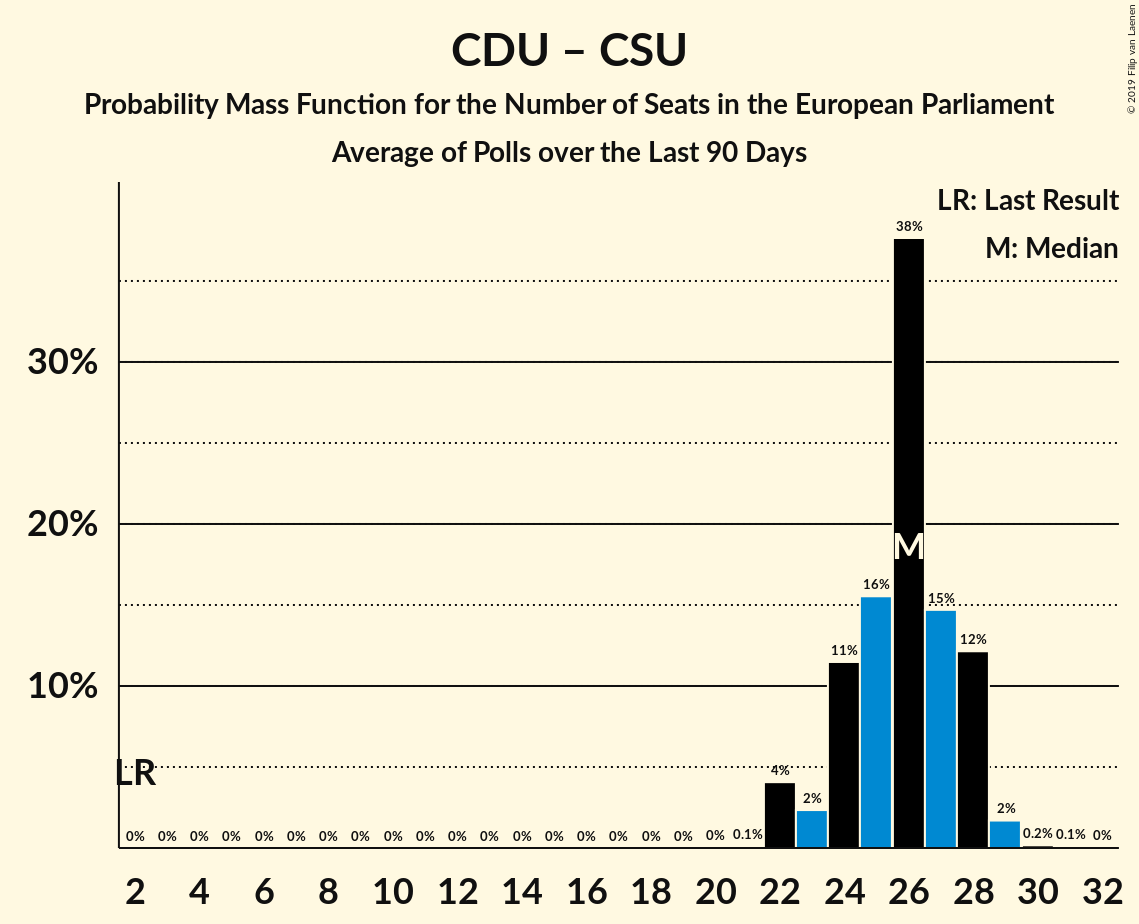 CDU – CSU
Probability Mass Function for the Number of Seats in the European Parliament
Average of Polls over the Last 90 Days
© 2019 Filip van Laenen
LR: Last Result
M: Median
38%
30%
20%
M
16%
15%
12%
11%
10%
LR
4%
2%
2%
0% 0% 0% 0% 0% 0% 0% 0% 0% 0% 0% 0% 0% 0% 0% 0% 0% 0% 0% 0.1% 0.2% 0.1% 0%
2 4 6 8 10 12 14 16 18 20 22 24 26 28 30 32